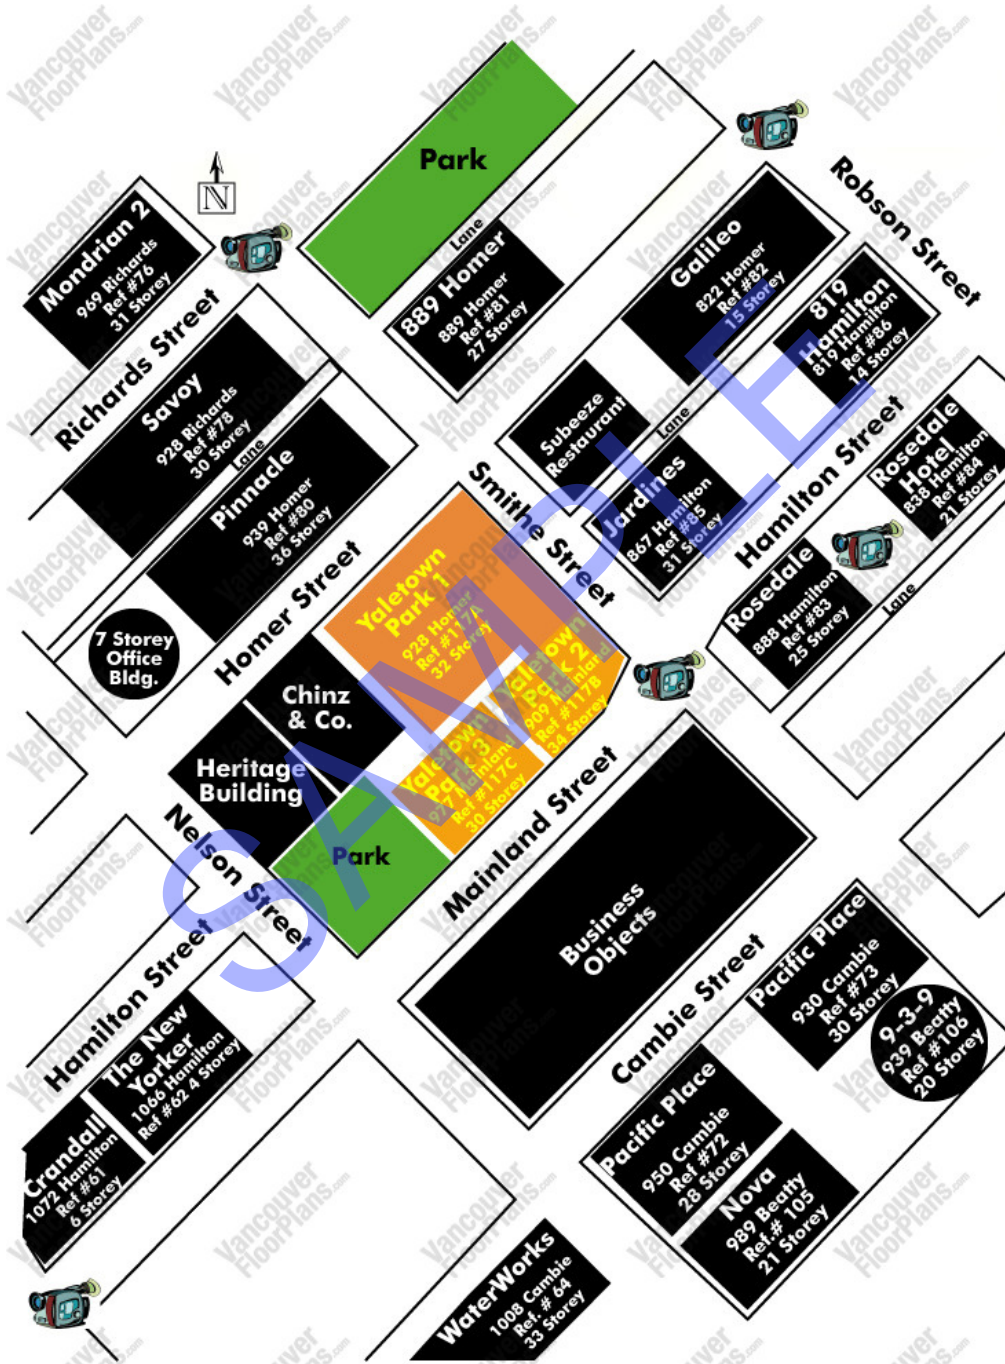 Park
N
Robson Street
Mondrian 2
969 Richards
Ref #76
31 Storey
Lane
889 Homer
889 Homer
Ref #81
27 Storey
Galileo
822 Homer
Ref #82
15 Storey
819
Hamilton
819 Hamilton
Ref #86
14 Storey
Richards Street
Savoy
928 Richards
Ref #78
30 Storey
Lane
Pinnacle
939 Homer
Ref #80
36 Storey
Subeeze
Restaurant
Lane
Jardines
867 Hamilton
Ref #85
31 Storey
Hamilton Street
Rosedal
Hotel
838 Hamilton
Ref #84
21 Storey
Rosedale
888 Hamilton
Ref #83
25 Storey
Lane
Smithe Street
Homer Street
7 Storey
Office
Bldg.
Yaletown
Park 1
928 Homer
Ref #117A
32 Storey
Yaletown
Park 2
909 Mainland
Ref #117B
34 Storey
Yaletown
Park 3
977 Mainland
Ref #117C
30 Storey
Chinz
& Co.
Heritage
Building
Park
Nelson Street
Mainland Street
Business
Objects
Hamilton Street
The New
Yorker
1066 Hamilton
Ref #62 4 Storey
Crandall
1072 Hamilton
Ref #61
6 Storey
Cambie Street
Pacific Place
930 Cambie
Ref #73
30 Storey
9-3-9
939 Beatty
Ref #106
20 Storey
Pacific Place
950 Cambie
Ref #72
28 Storey
Nova
989 Beatty
Ref.# 105
21 Storey
WaterWorks
1008 Cambie
Ref. # 64
33 Storey
SAMPLE
Vancouver
FloorPlans.com